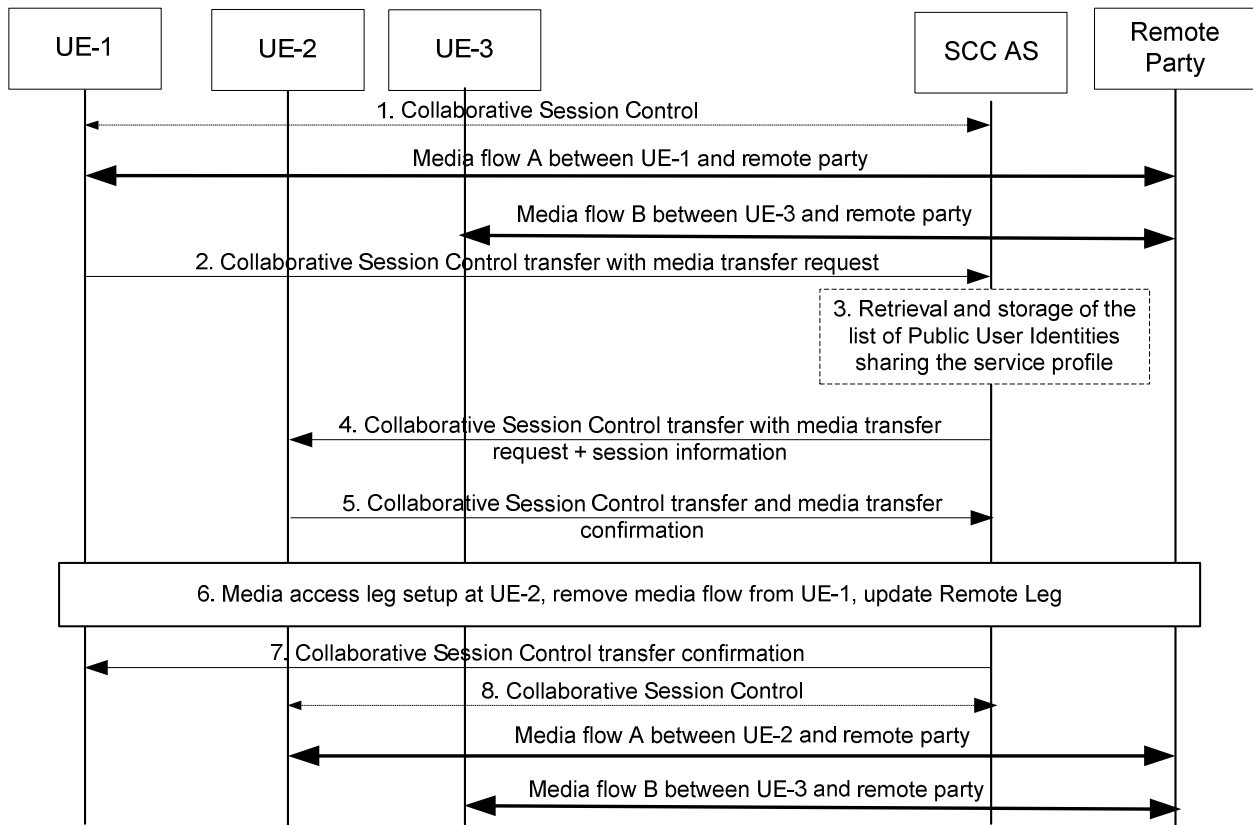 UE-1
UE-2
UE-3
SCC AS
Remote
Party
1. Collaborative Session Control
Media flow A between UE-1 and remote party
Media flow B between UE-3 and remote party
2. Collaborative Session Control transfer with media transfer request
3. Retrieval and storage of the
list of Public User Identities
sharing the service profile
4. Collaborative Session Control transfer with media transfer
request + session information
5. Collaborative Session Control transfer and media transfer
confirmation
6. Media access leg setup at UE-2, remove media flow from UE-1, update Remote Leg
7. Collaborative Session Control transfer confirmation
8. Collaborative Session Control
Media flow A between UE-2 and remote party
Media flow B between UE-3 and remote party